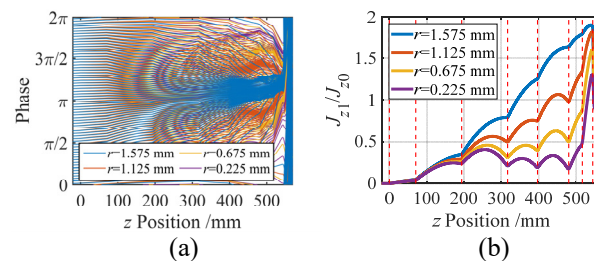 2π
3π/2
π
π/2
0
Phase
r=1.575 mm
r=1.125 mm
r=0.675 mm
r=0.225 mm
0 100 200 300 400 500
z Position /mm
(a)
2
1.5
1
0.5
0
Jz1/Jz0
r=1.575 mm
r=1.125 mm
r=0.675 mm
r=0.225 mm
0 100 200 300 400 500
z Position /mm
(b)